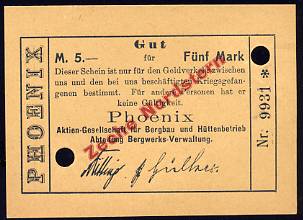 Gut
M. 5.— für Fünf Mark
Dieser Schein ist nur für den Geldverkehr zwischen
uns und den bei uns beschäftigten Kriegsgefan-
genen bestimmt. Für andere Personen hat er
keine Gültigkeit.
Phoenix
Aktien-Gesellschaft für Bergbau und Hüttenbetrieb
Abteilung Bergwerks-Verwaltung.
Zeche Nordstern
PHOENIX
Nr. 9931 *